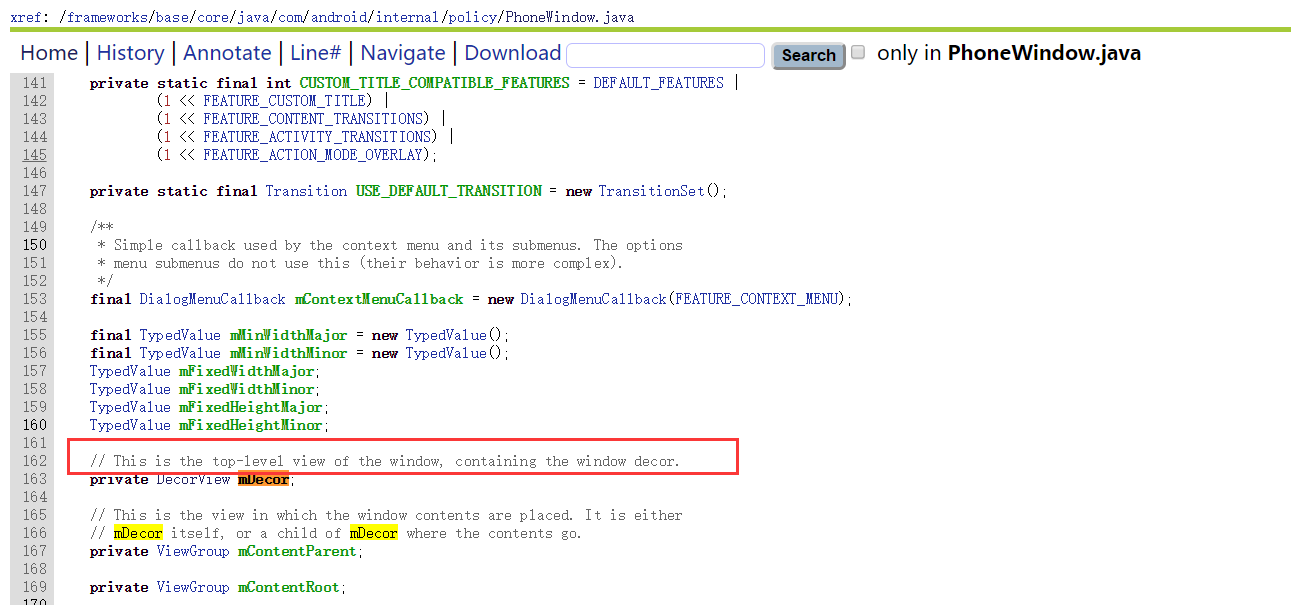 xref: /frameworks/base/core/java/com/android/internal/policy/PhoneWindow.java
Home | History | Annotate | Line# | Navigate | Download Search only in PhoneWindow.java
141 private static final int CUSTOM_TITLE_COMPATIBLE_FEATURES = DEFAULT_FEATURES |
142 (1 << FEATURE_CUSTOM_TITLE) |
143 (1 << FEATURE_CONTENT_TRANSITIONS) |
144 (1 << FEATURE_ACTIVITY_TRANSITIONS) |
145 (1 << FEATURE_ACTION_MODE_OVERLAY);
146
147 private static final Transition USE_DEFAULT_TRANSITION = new TransitionSet();
148
149 /**
150 * Simple callback used by the context menu and its submenus. The options
151 * menu submenus do not use this (their behavior is more complex).
152 */
153 final DialogMenuCallback mContextMenuCallback = new DialogMenuCallback(FEATURE_CONTEXT_MENU);
154
155 final TypedValue mMinWidthMajor = new TypedValue();
156 final TypedValue mMinWidthMinor = new TypedValue();
157 TypedValue mFixedWidthMajor;
158 TypedValue mFixedWidthMinor;
159 TypedValue mFixedHeightMajor;
160 TypedValue mFixedHeightMinor;
161
162 // This is the top-level view of the window, containing the window decor.
163 private DecorView mDecor;
164
165 // This is the view in which the window contents are placed. It is either
166 // mDecor itself, or a child of mDecor where the contents go.
167 private ViewGroup mContentParent;
168
169 private ViewGroup mContentRoot;
170